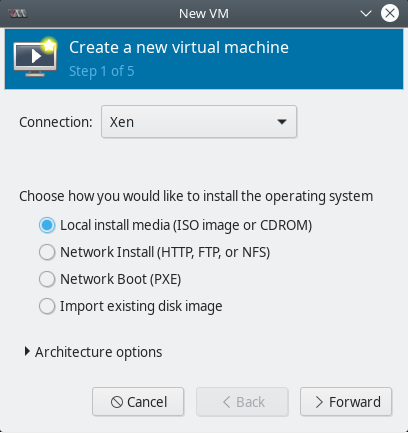 New VM
Create a new virtual machine
Step 1 of 5
Connection: Xen
Choose how you would like to install the operating system
Local install media (ISO image or CDROM)
Network Install (HTTP, FTP, or NFS)
Network Boot (PXE)
Import existing disk image
Architecture options
Cancel Back Forward